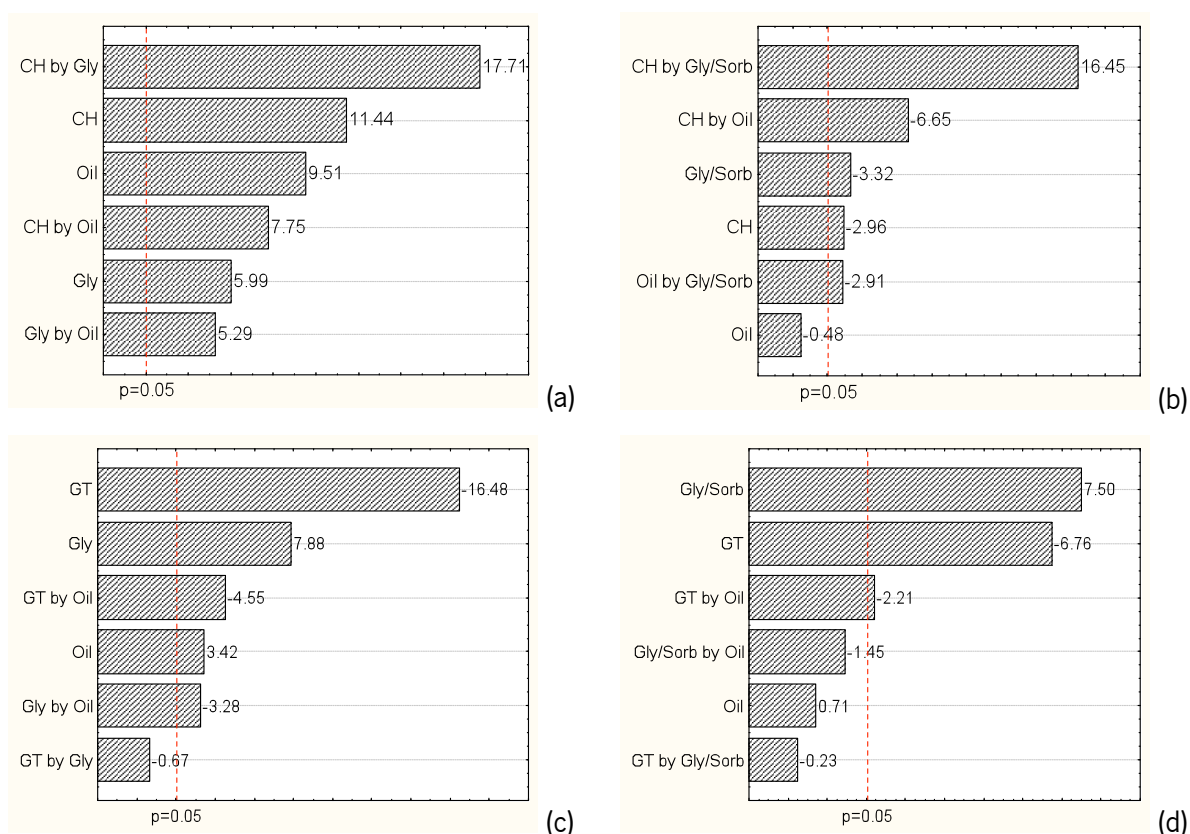 CH by Gly
17.71
CH
11.44
Oil
9.51
CH by Oil
7.75
Gly
5.99
Gly by Oil
5.29
p=0.05
(a)
CH by Gly/Sorb
16.45
CH by Oil
-6.65
Gly/Sorb
-3.32
CH
-2.96
Oil by Gly/Sorb
-2.91
Oil
-0.48
p=0.05
(b)
GT
-16.48
Gly
7.88
GT by Oil
-4.55
Oil
3.42
Gly by Oil
-3.28
GT by Gly
-0.67
p=0.05
(c)
Gly/Sorb
7.50
GT
-6.76
GT by Oil
-2.21
Gly/Sorb by Oil
-1.45
Oil
0.71
GT by Gly/Sorb
-0.23
p=0.05
(d)